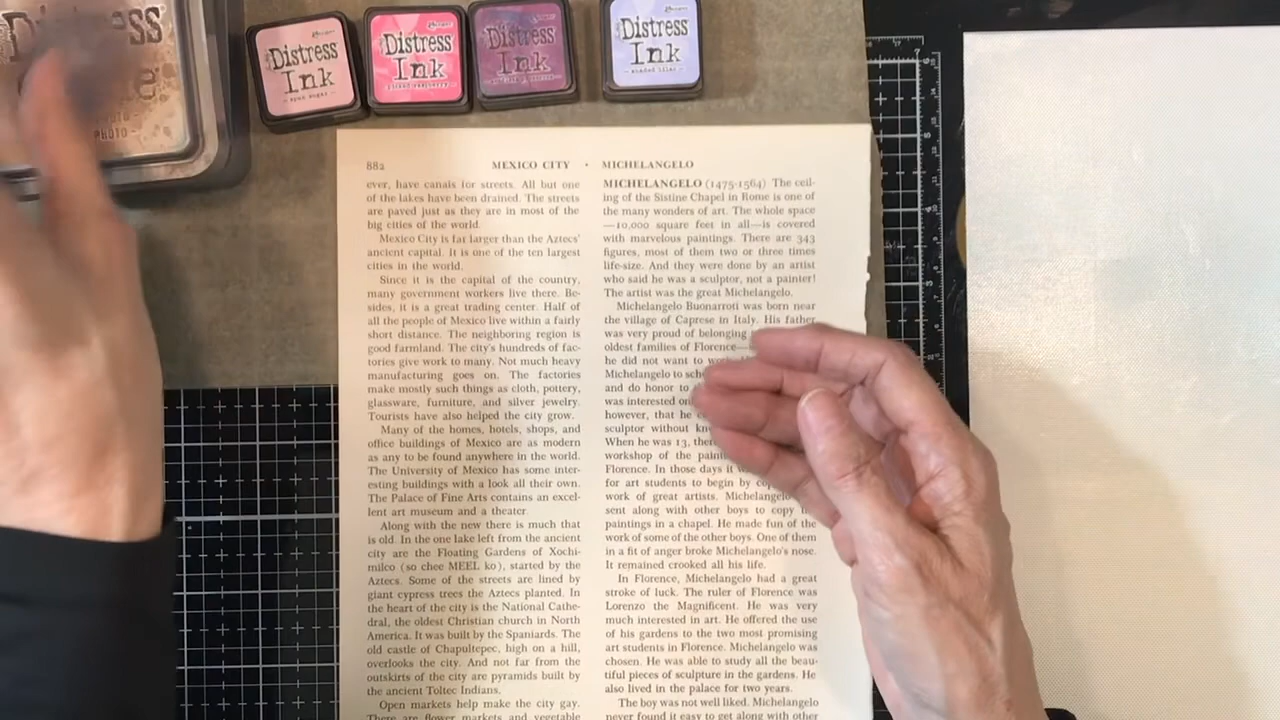 Distress
Distress
Ink
spun sugar
Distress
Ink
picked raspberry
Distress
Ink
Distress
Ink
shaded lilac
882
MEXICO CITY • MICHELANGELO
ever, have canals for streets. All but one
of the lakes have been drained. The streets
are paved just as they are in most of the
big cities of the world.
Mexico City is far larger than the Aztecs'
ancient capital. It is one of the ten largest
cities in the world.
Since it is the capital of the country,
many government workers live there. Be-
sides, it is a great trading center. Half of
all the people of Mexico live within a fairly
short distance. The neighboring region is
good farmland. The city's hundreds of fac-
tories give work to many. Not much heavy
manufacturing goes on. The factories
make mostly such things as cloth, pottery,
glassware, furniture, and silver jewelry.
Tourists have also helped the city grow.
Many of the homes, hotels, shops, and
office buildings of Mexico are as modern
as any to be found anywhere in the world.
The University of Mexico has some inter-
esting buildings with a look all their own.
The Palace of Fine Arts contains an excel-
lent art museum and a theater.
Along with the new there is much that
is old. In the one lake left from the ancient
city are the Floating Gardens of Xochi-
milco (so chee MEEL ko), started by the
Aztecs. Some of the streets are lined by
giant cypress trees the Aztecs planted. In
the heart of the city is the National Cathe-
dral, the oldest Christian church in North
America. It was built by the Spaniards. The
old castle of Chapultepec, high on a hill,
overlooks the city. And not far from the
outskirts of the city are pyramids built by
the ancient Toltec Indians.
Open markets help make the city gay.
There are flower markets and vegetable
MICHELANGELO (1475-1564) The ceil-
ing of the Sistine Chapel in Rome is one of
the many wonders of art. The whole space
—10,000 square feet in all—is covered
with marvelous paintings. There are 343
figures, most of them two or three times
life-size. And they were done by an artist
who said he was a sculptor, not a painter!
The artist was the great Michelangelo.
Michelangelo Buonarroti was born near
the village of Caprese in Italy. His father
was very proud of belonging
oldest families of Florence—
he did not want to
Michelangelo to
and do honor to
was interested
however, that he
sculptor without
When he was 13,
workshop of the
Florence. In those days it
for art students to begin by
work of great artists. Michelangelo
sent along with other boys to copy
paintings in a chapel. He made fun of the
work of some of the other boys. One of them
in a fit of anger broke Michelangelo's nose.
It remained crooked all his life.
In Florence, Michelangelo had a great
stroke of luck. The ruler of Florence was
Lorenzo the Magnificent. He was very
much interested in art. He offered the use
of his gardens to the two most promising
art students in Florence. Michelangelo was
chosen. He was able to study all the beau-
tiful pieces of sculpture in the gardens. He
also lived in the palace for two years.
The boy was not well liked. Michelangelo
never found it easy to get along with other